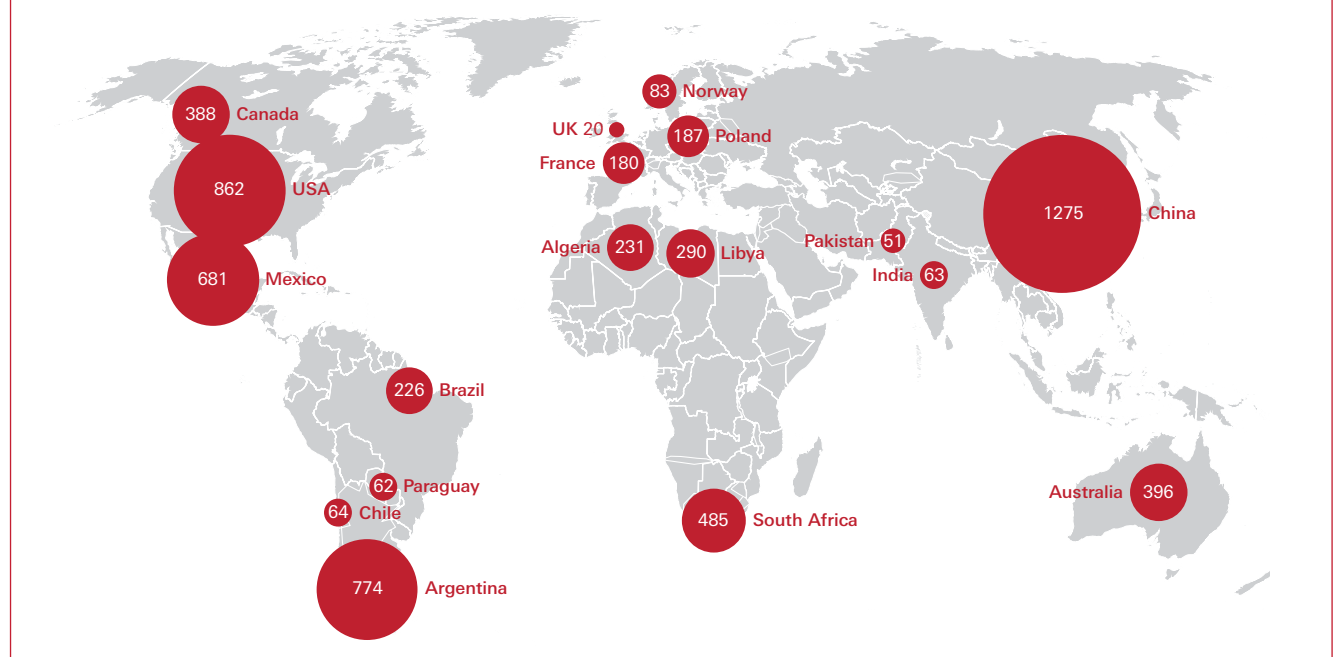 83 Norway
388 Canada
UK 20
187 Poland
France 180
862 USA
1275 China
Algeria 231
290 Libya
Pakistan 51
India 63
681 Mexico
226 Brazil
62 Paraguay
64 Chile
Australia 396
485 South Africa
774 Argentina